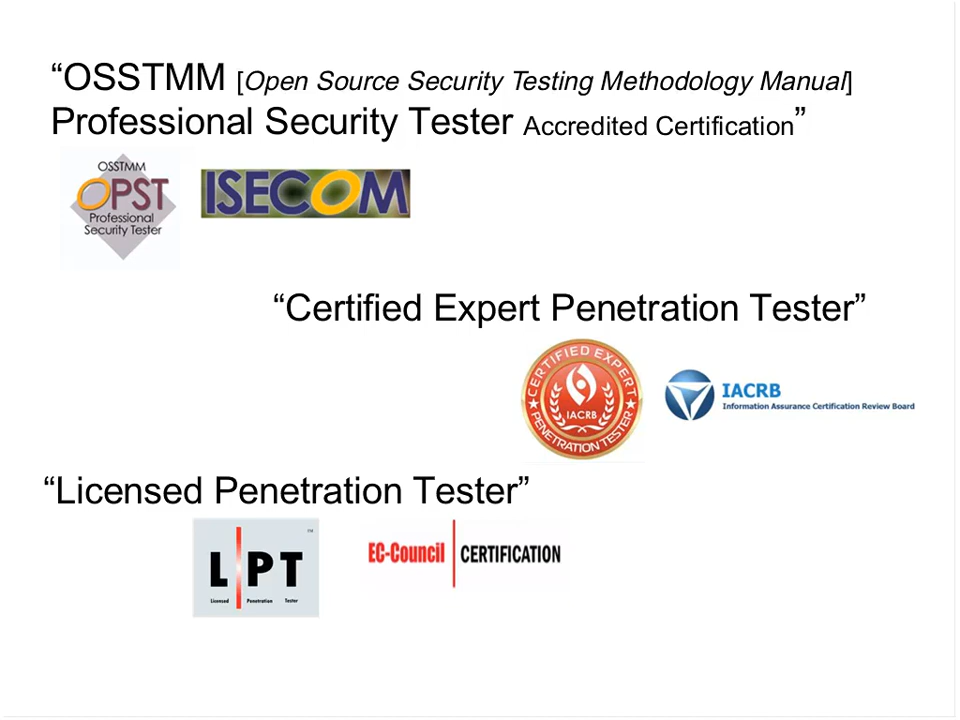 “OSSTMM [Open Source Security Testing Methodology Manual]
Professional Security Tester Accredited Certification”
OSSTMM
OPST
Professional
Security Tester
ISECOM
“Certified Expert Penetration Tester”
CERTIFIED EXPERT
IACRB
PENETRATION TESTER
IACRB
Information Assurance Certification Review Board
“Licensed Penetration Tester”
TM
LPT
Licensed Penetration Tester
EC-Council CERTIFICATION